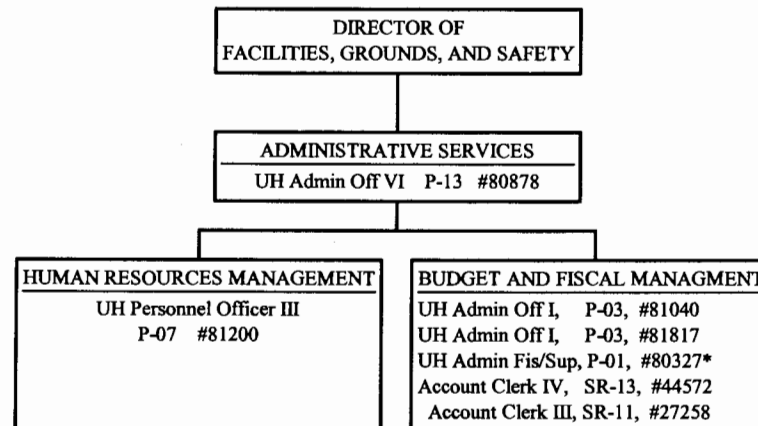 DIRECTOR OF
FACILITIES, GROUNDS, AND SAFETY
ADMINISTRATIVE SERVICES
UH Admin Off VI P-13 #80878
HUMAN RESOURCES MANAGEMENT
UH Personnel Officer III
P-07 #81200
BUDGET AND FISCAL MANAGMENT
UH Admin Off I, P-03, #81040
UH Admin Off I, P-03, #81817
UH Admin Fis/Sup, P-01, #80327*
Account Clerk IV, SR-13, #44572
Account Clerk III, SR-11, #27258